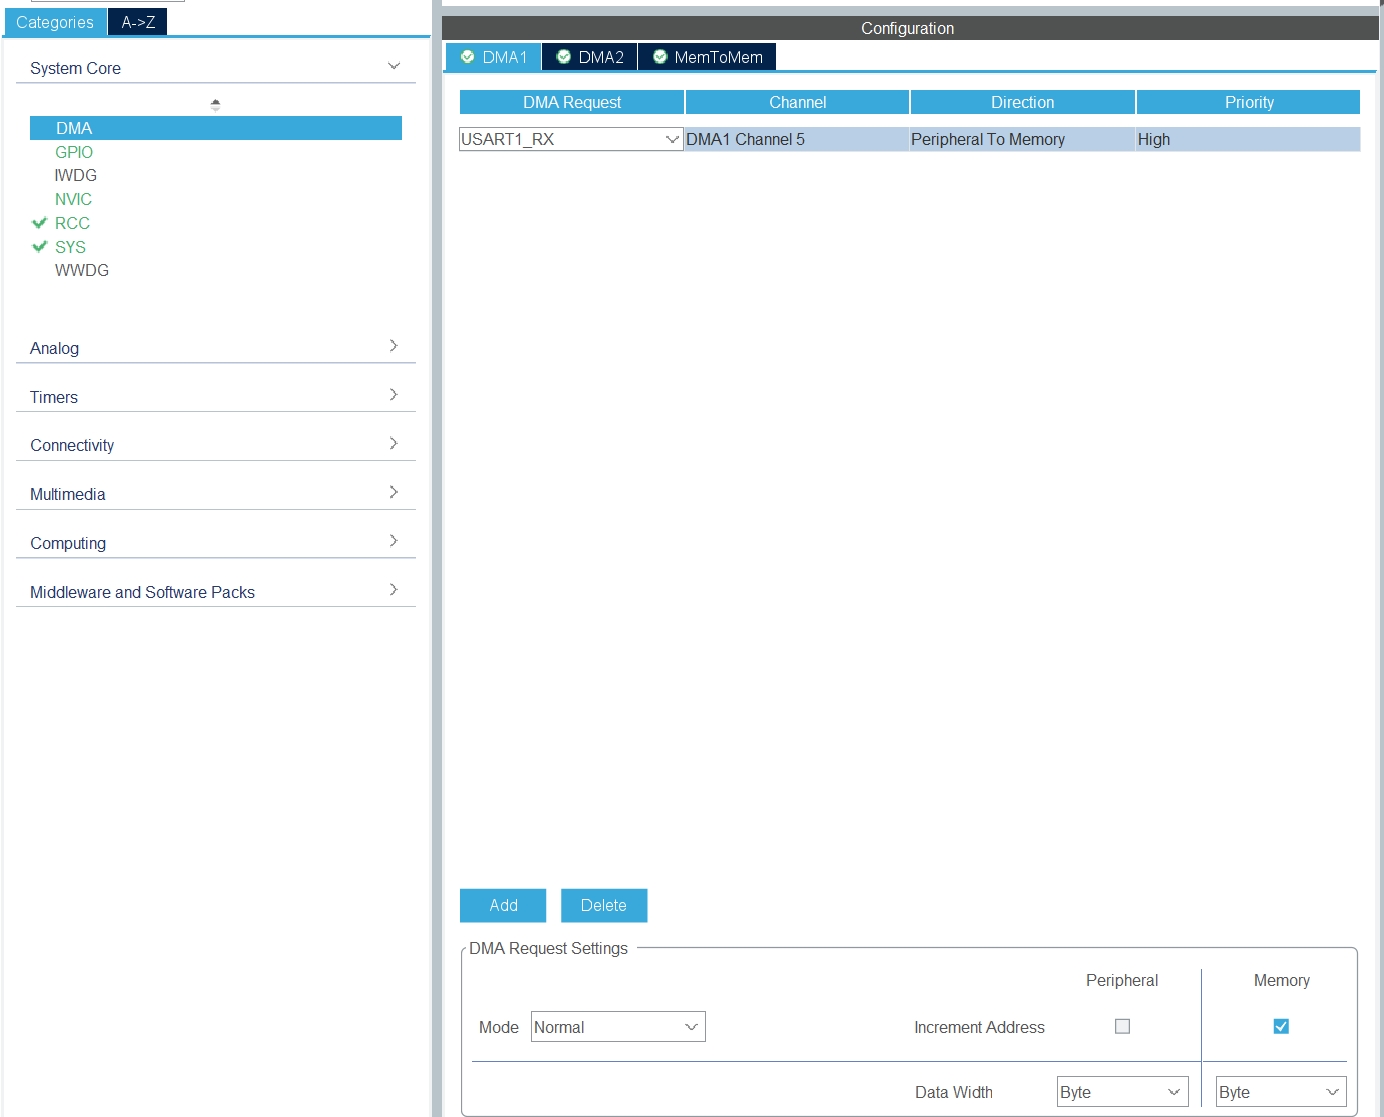 Categories A->Z
System Core
DMA
GPIO
IWDG
NVIC
RCC
SYS
WWDG
Analog
Timers
Connectivity
Multimedia
Computing
Middleware and Software Packs
Configuration
DMA1 DMA2 MemToMem
DMA Request Channel Direction Priority
USART1_RX DMA1 Channel 5 Peripheral To Memory High
Add Delete
DMA Request Settings
Peripheral Memory
Mode Normal Increment Address
Data Width Byte Byte